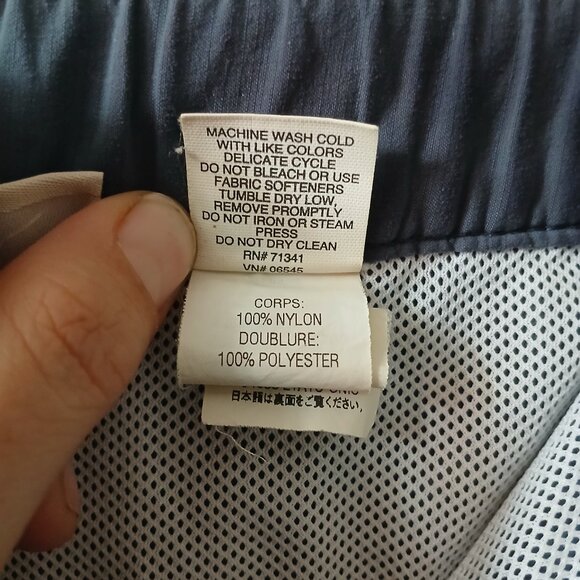 MACHINE WASH COLD
WITH LIKE COLORS
DELICATE CYCLE
DO NOT BLEACH OR USE
FABRIC SOFTENERS
TUMBLE DRY LOW,
REMOVE PROMPTLY
DO NOT IRON OR STEAM
PRESS
DO NOT DRY CLEAN
RN# 71341
VN# 06545
CORPS:
100% NYLON
DOUBLURE:
100% POLYESTER
日本語は裏面をご覧ください。